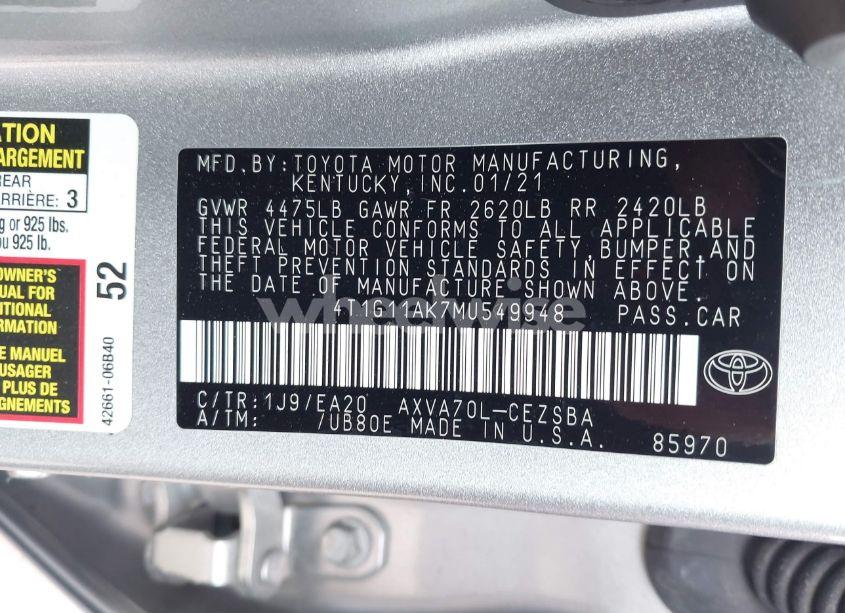 ATION
ARGEMENT
REAR
ARRIÈRE: 3
g or 925 lbs.
ou 925 lb.
OWNER'S
UAL FOR
ITIONAL
RMATION
E MANUEL
USAGER
PLUS DE
GNEMENTS
52
42661-06B40
MFD.BY:TOYOTA MOTOR MANUFACTURING,
KENTUCKY, INC.01/21
GVWR 4475LB GAWR FR 2620LB RR 2420LB
THIS VEHICLE CONFORMS TO ALL APPLICABLE
FEDERAL MOTOR VEHICLE SAFETY,BUMPER,AND
THEFT PREVENTION STANDARDS IN EFFECT ON
THE DATE OF MANUFACTURE SHOWN ABOVE.
4T1G11AK7MU549948 PASS.CAR
C/TR:1J9/EA20 AXVA70L-CEZSBA
A/TM: /UB80E MADE IN U.S.A. 85970
wheelwise